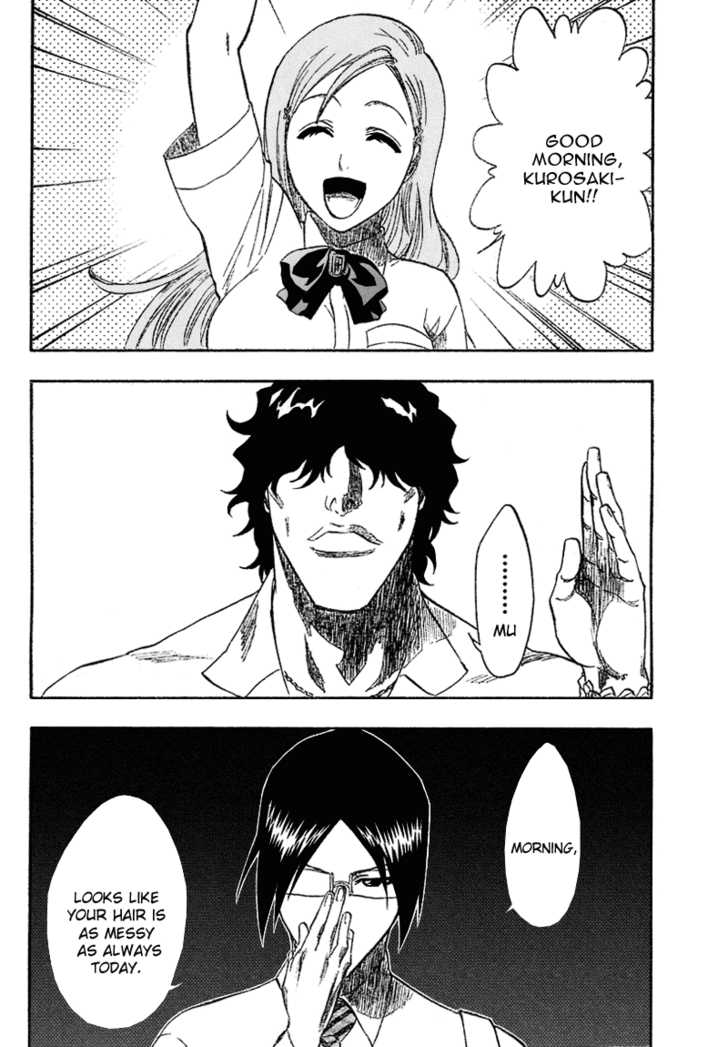 GOOD
MORNING,
KUROSAKI-
KUN!!
.........
MU
MORNING,
LOOKS LIKE
YOUR HAIR IS
AS MESSY
AS ALWAYS
TODAY.